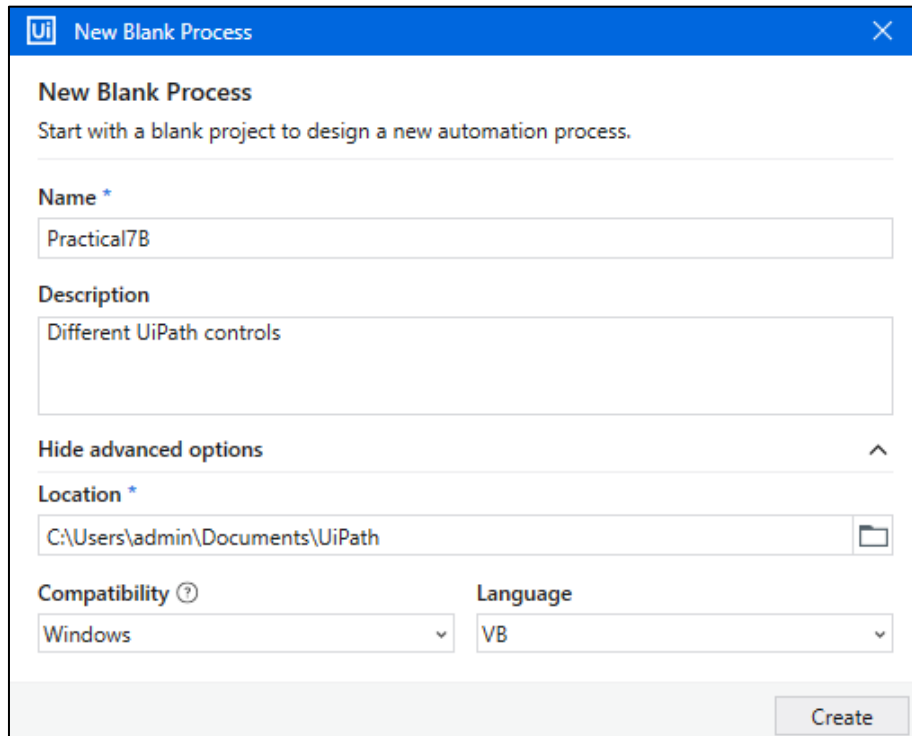 Ui New Blank Process
New Blank Process
Start with a blank project to design a new automation process.
Name *
Practical7B
Description
Different UiPath controls
Hide advanced options
Location *
C:\Users\admin\Documents\UiPath
Compatibility ? Language
Windows VB
Create